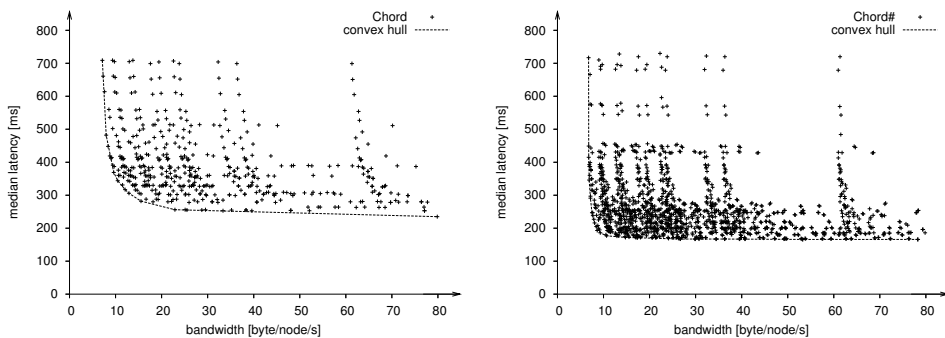 Chord
convex hull
800
700
600
500
400
300
200
100
0
median latency [ms]
0 10 20 30 40 50 60 70 80
bandwidth [byte/node/s]
Chord#
convex hull
800
700
600
500
400
300
200
100
0
median latency [ms]
0 10 20 30 40 50 60 70 80
bandwidth [byte/node/s]